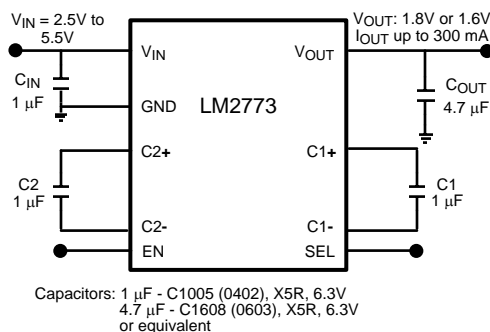 VIN = 2.5V to
5.5V
VOUT: 1.8V or 1.6V
IOUT up to 300 mA
VIN
VOUT
CIN
1 µF
GND
LM2773
COUT
4.7 µF
C2+
C1+
C2
1 µF
C1
1 µF
C2-
C1-
EN
SEL
Capacitors: 1 µF - C1005 (0402), X5R, 6.3V
4.7 µF - C1608 (0603), X5R, 6.3V
or equivalent